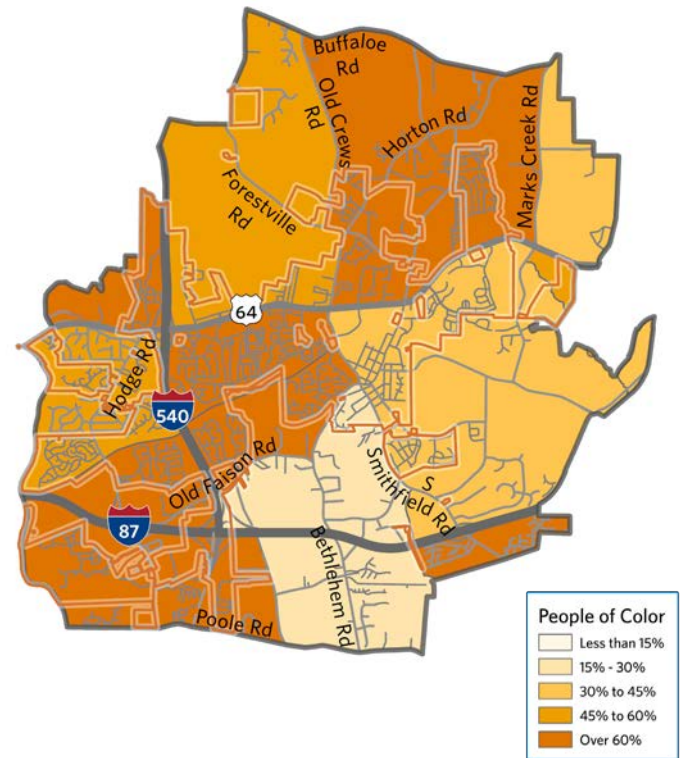 Buffaloe
Rd
Old Crews
Rd
Horton Rd
Marks Creek Rd
Forestville
Rd
64
Hodge Rd
540
Old Faison Rd
S
Smithfield Rd
87
Bethlehem Rd
Poole Rd
People of Color
Less than 15%
15% - 30%
30% to 45%
45% to 60%
Over 60%